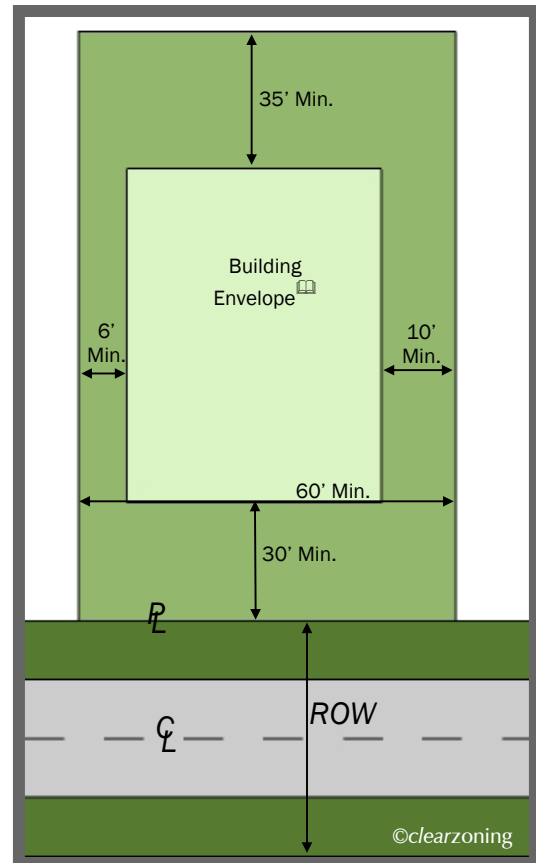 35’ Min.
Building
Envelope
6’
Min.
10’
Min.
60’ Min.
30’ Min.
PL
ROW
CL
©clearzoning